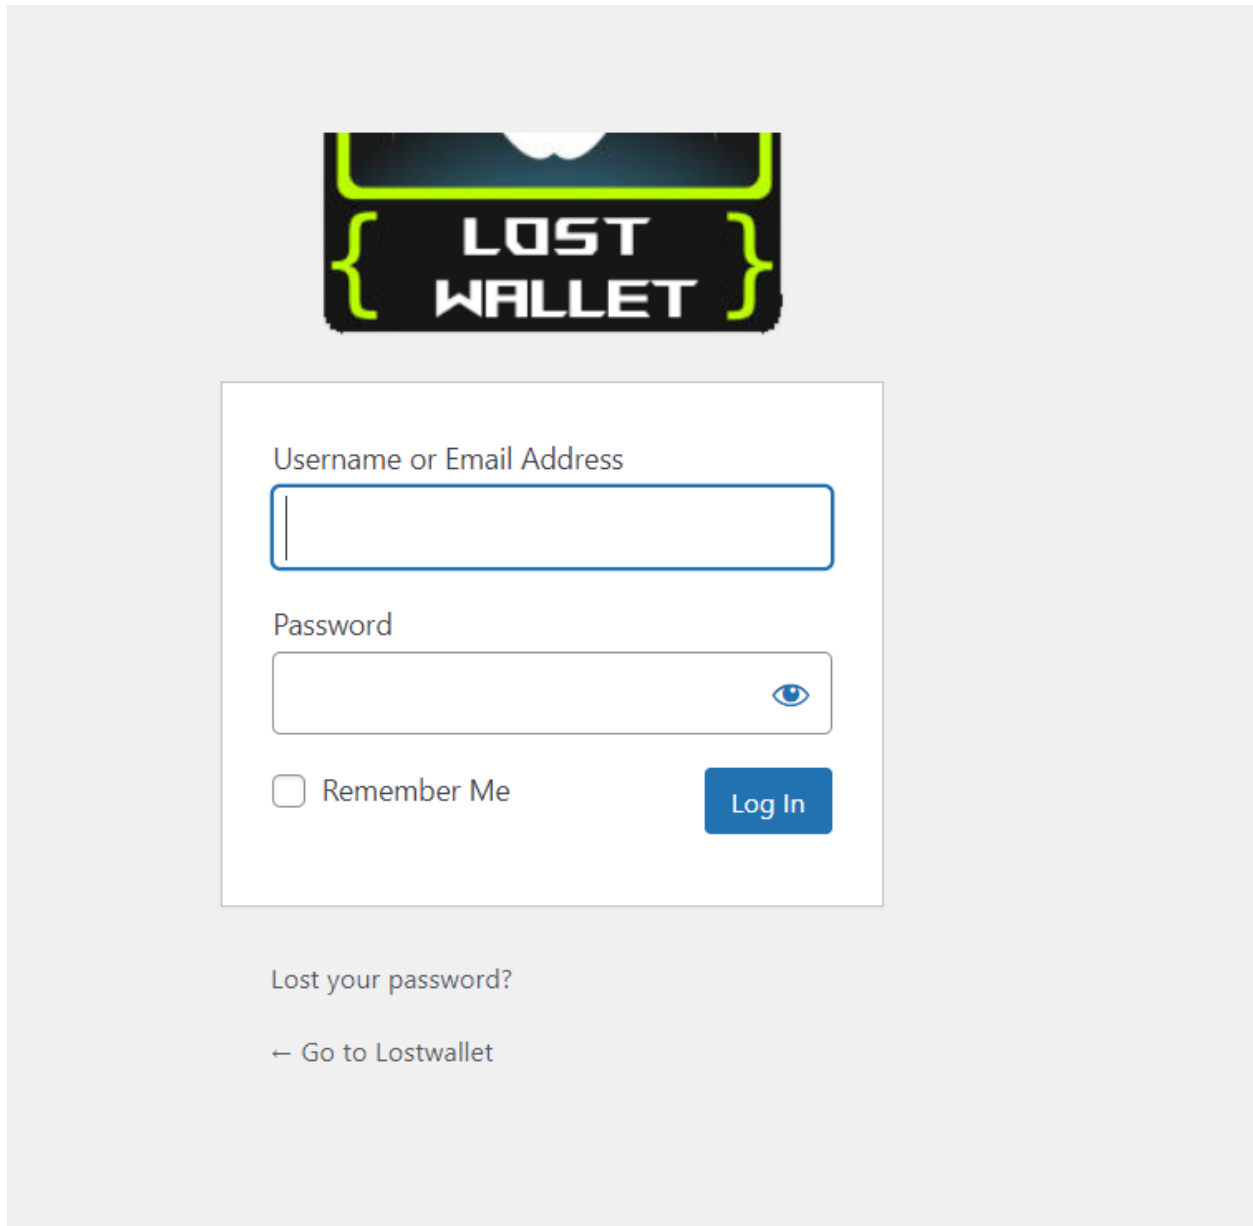 { LOST
WALLET }
Username or Email Address
Password
Remember Me
Log In
Lost your password?
← Go to Lostwallet